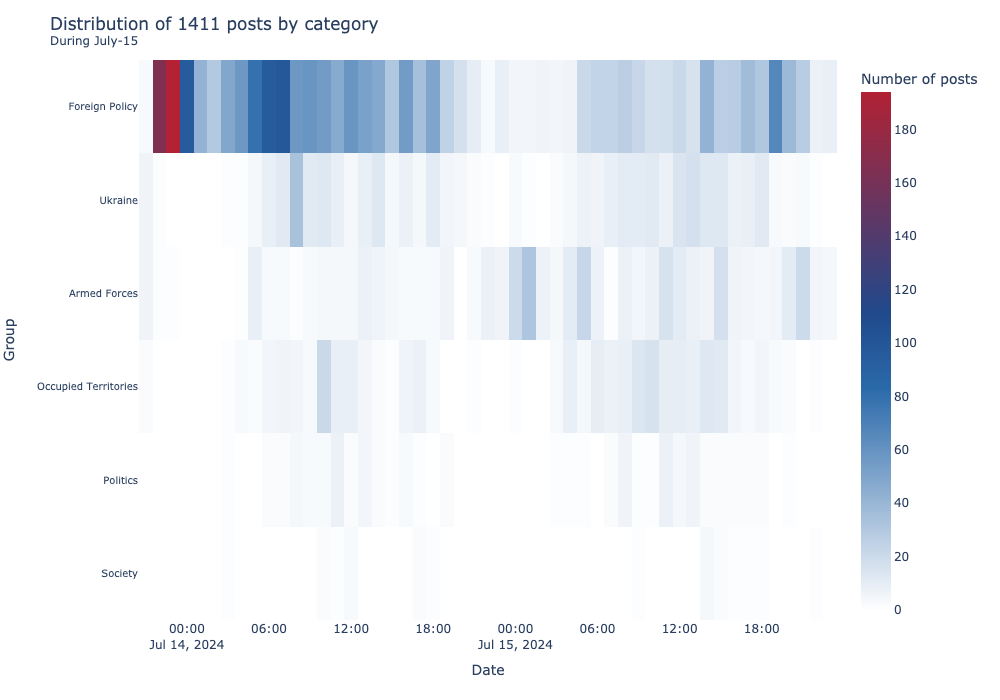 Distribution of 1411 posts by category
During July-15
Number of posts
Group
Foreign Policy
Ukraine
Armed Forces
Occupied Territories
Politics
Society
180
160
140
120
100
80
60
40
20
0
00:00 06:00 12:00 18:00 00:00 06:00 12:00 18:00
Jul 14, 2024 Jul 15, 2024
Date